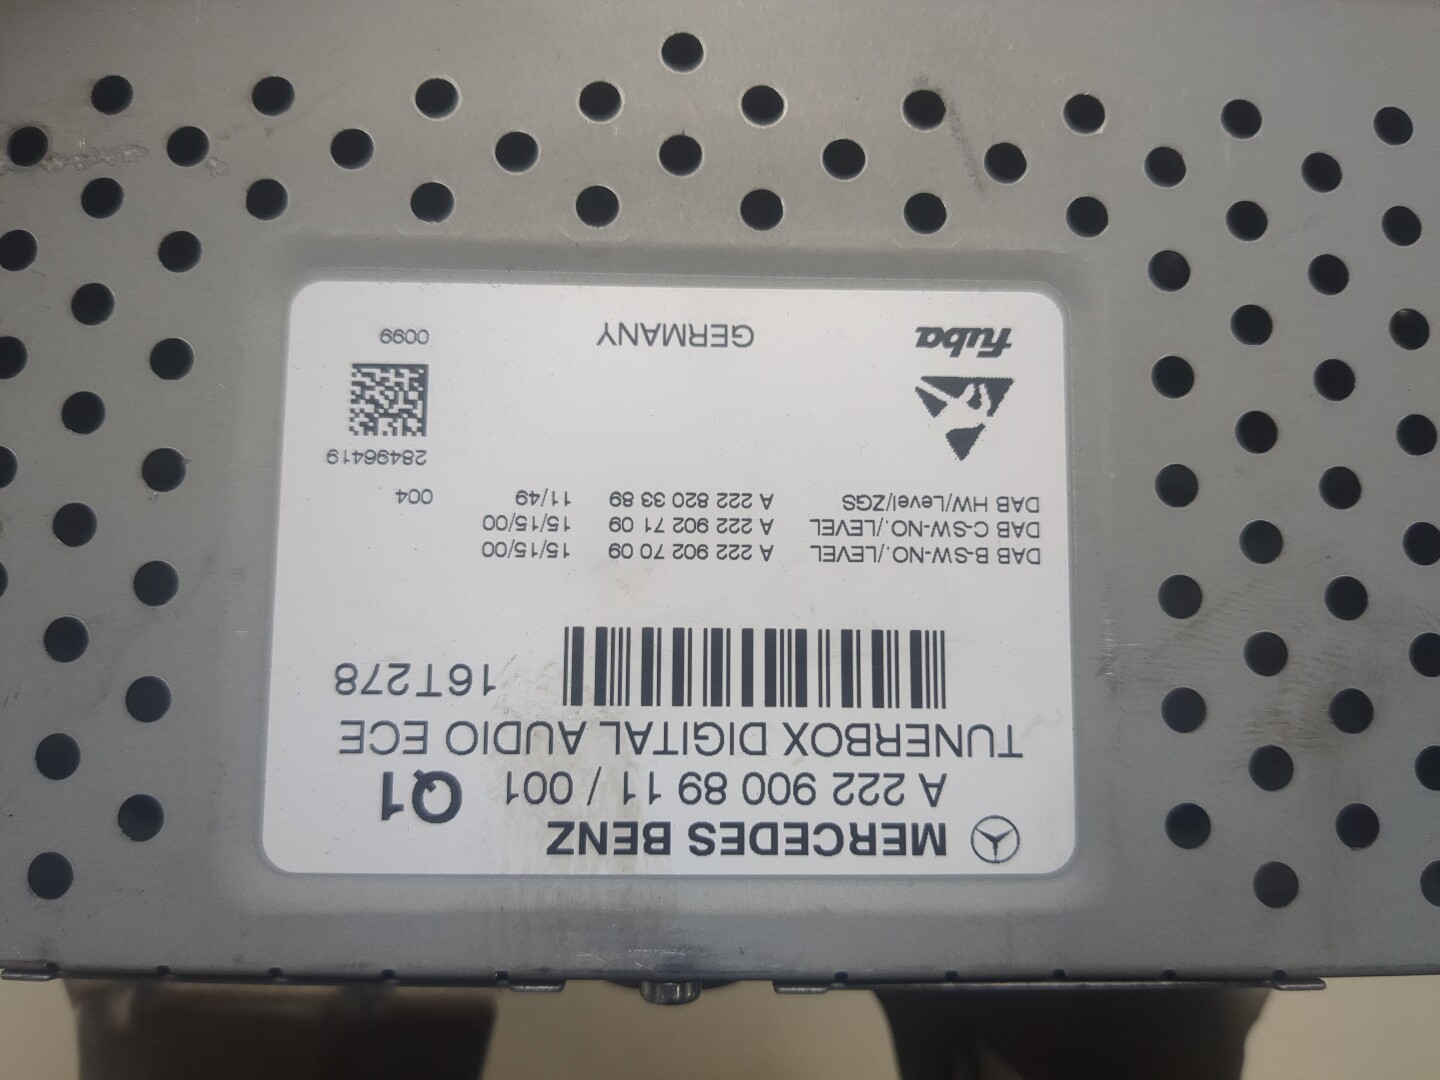 MERCEDES BENZ
A 222 900 89 11 / 001 Q1
TUNERBOX DIGITAL AUDIO ECE
16T278
DAB B-SW-NO./LEVEL A 222 902 70 09 15/15/00
DAB C-SW-NO./LEVEL A 222 902 71 09 15/15/00
DAB HW/Level/ZGS A 222 820 33 89 11/49 004
28496419
0099
fuba GERMANY